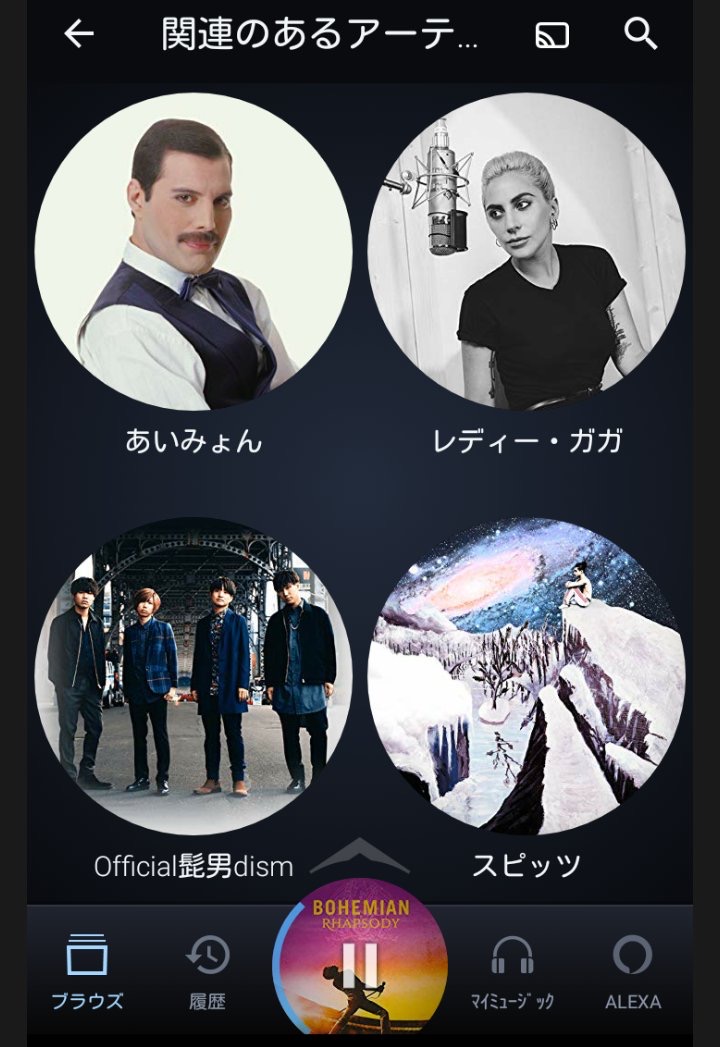 関連のあるアーテ...
あいみょん
レディー・ガガ
Official髭男dism
スピッツ
BOHEMIAN
RHAPSODY
ブラウズ
履歴
ﾏｲﾐｭｰｼﾞｯｸ
ALEXA